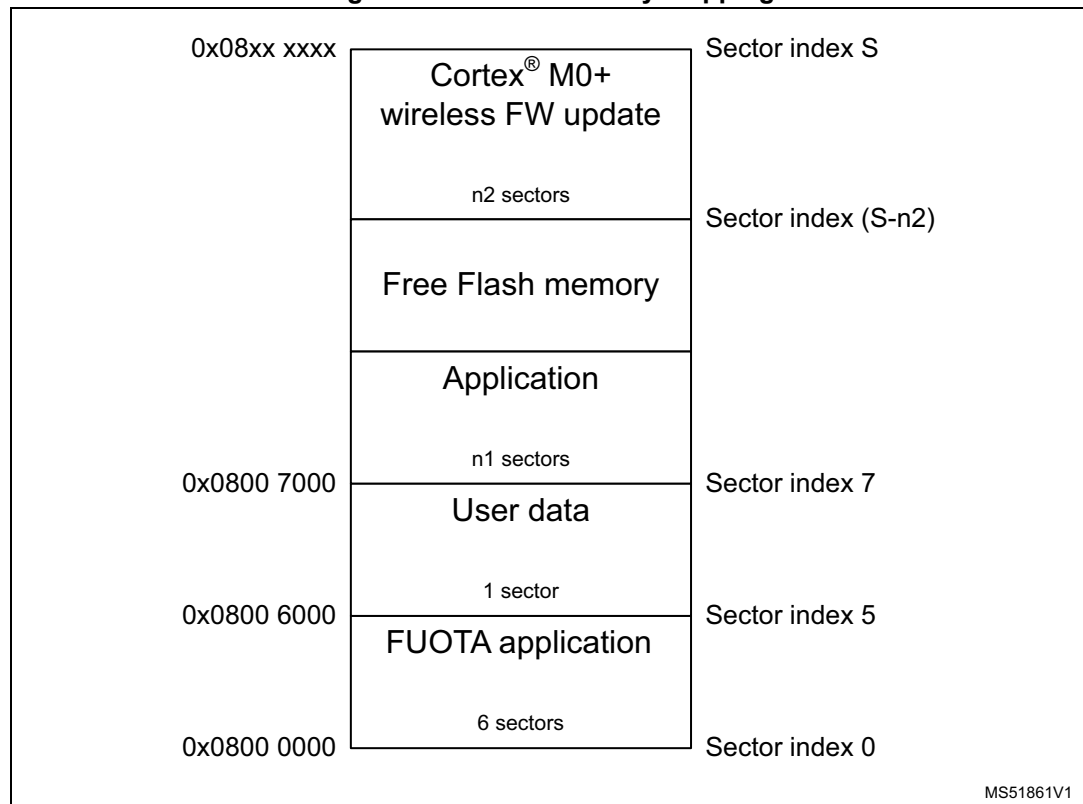 0x08xx xxxx
Sector index S
Cortex® M0+
wireless FW update
n2 sectors
Sector index (S-n2)
Free Flash memory
Application
n1 sectors
0x0800 7000
Sector index 7
User data
1 sector
0x0800 6000
Sector index 5
FUOTA application
6 sectors
0x0800 0000
Sector index 0
MS51861V1